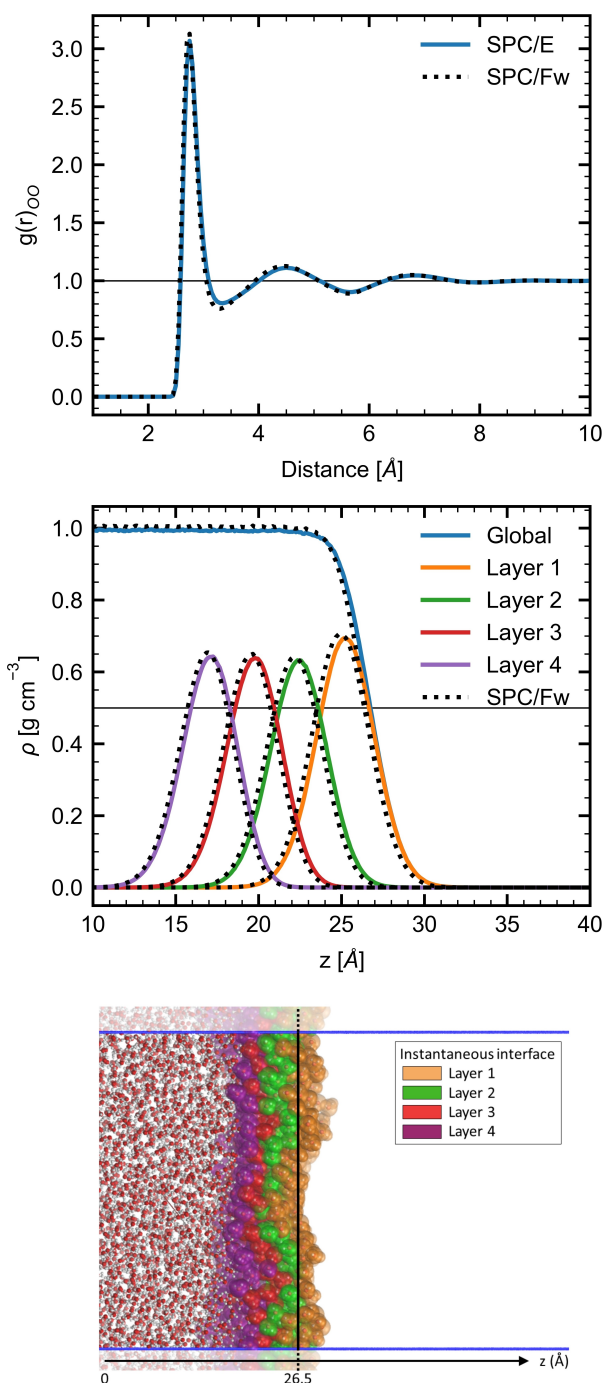 3.0
2.5
2.0
1.5
1.0
0.5
0.0
g(r)OO
SPC/E
SPC/Fw
2 4 6 8 10
Distance [Å]
1.0
0.8
0.6
0.4
0.2
0.0
ρ [g cm⁻³]
Global
Layer 1
Layer 2
Layer 3
Layer 4
SPC/Fw
10 15 20 25 30 35 40
z [Å]
Instantaneous interface
Layer 1
Layer 2
Layer 3
Layer 4
z (Å)
0 26.5